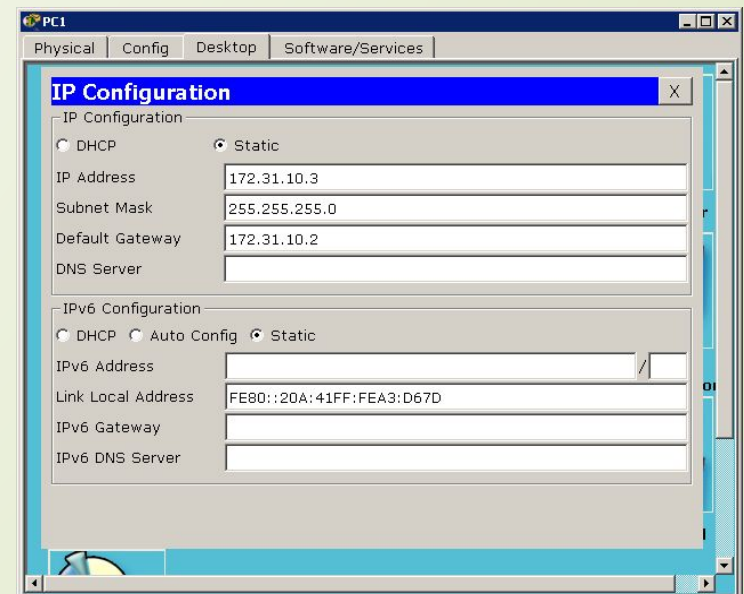 PC1
Physical Config Desktop Software/Services
IP Configuration X
IP Configuration
DHCP Static
IP Address 172.31.10.3
Subnet Mask 255.255.255.0
Default Gateway 172.31.10.2
DNS Server
IPv6 Configuration
DHCP Auto Config Static
IPv6 Address /
Link Local Address FE80::20A:41FF:FEA3:D67D
IPv6 Gateway
IPv6 DNS Server